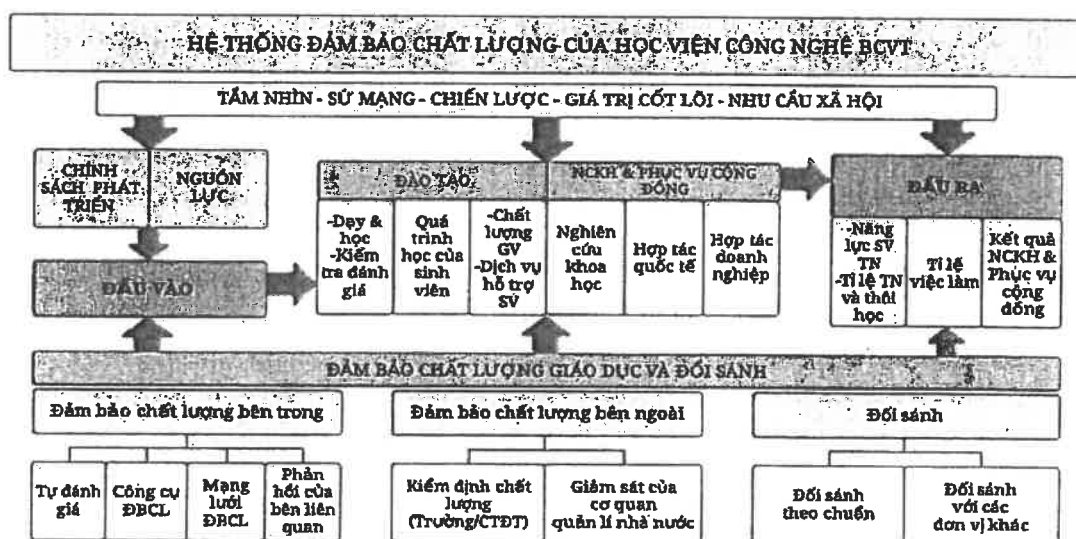 HỆ THỐNG ĐẢM BẢO CHẤT LƯỢNG CỦA HỌC VIỆN CÔNG NGHỆ BCVT
TẦM NHÌN - SỨ MẠNG - CHIẾN LƯỢC - GIÁ TRỊ CỐT LÕI - NHU CẦU XÃ HỘI
CHÍNH
SÁCH PHÁT
TRIỂN
NGUỒN
LỰC
ĐẦU VÀO
ĐÀO TẠO
NCKH & PHỤC VỤ CỘNG
ĐỒNG
-Dạy &
học
-Kiểm
tra đánh
giá
Quá
trình
học của
sinh
viên
-Chất
lượng
GV
-Dịch vụ
hỗ trợ
SV
Nghiên
cứu
khoa
học
Hợp tác
quốc tế
Hợp tác
doanh
nghiệp
ĐẦU RA
-Năng
lực SV
TN
-Tỉ lệ TN
và thôi
học
Tỉ lệ
việc làm
Kết quả
NCKH &
Phục vụ
cộng
đồng
ĐẢM BẢO CHẤT LƯỢNG GIÁO DỤC VÀ ĐỐI SÁNH
Đảm bảo chất lượng bên trong
Tự đánh
giá
Công cụ
ĐBCL
Mạng
lưới
ĐBCL
Phản
hồi của
bên liên
quan
Đảm bảo chất lượng bên ngoài
Kiểm định chất
lượng
(Trường/CTĐT)
Giám sát của
cơ quan
quản lí nhà nước
Đối sánh
Đối sánh
theo chuẩn
Đối sánh
với các
đơn vị khác